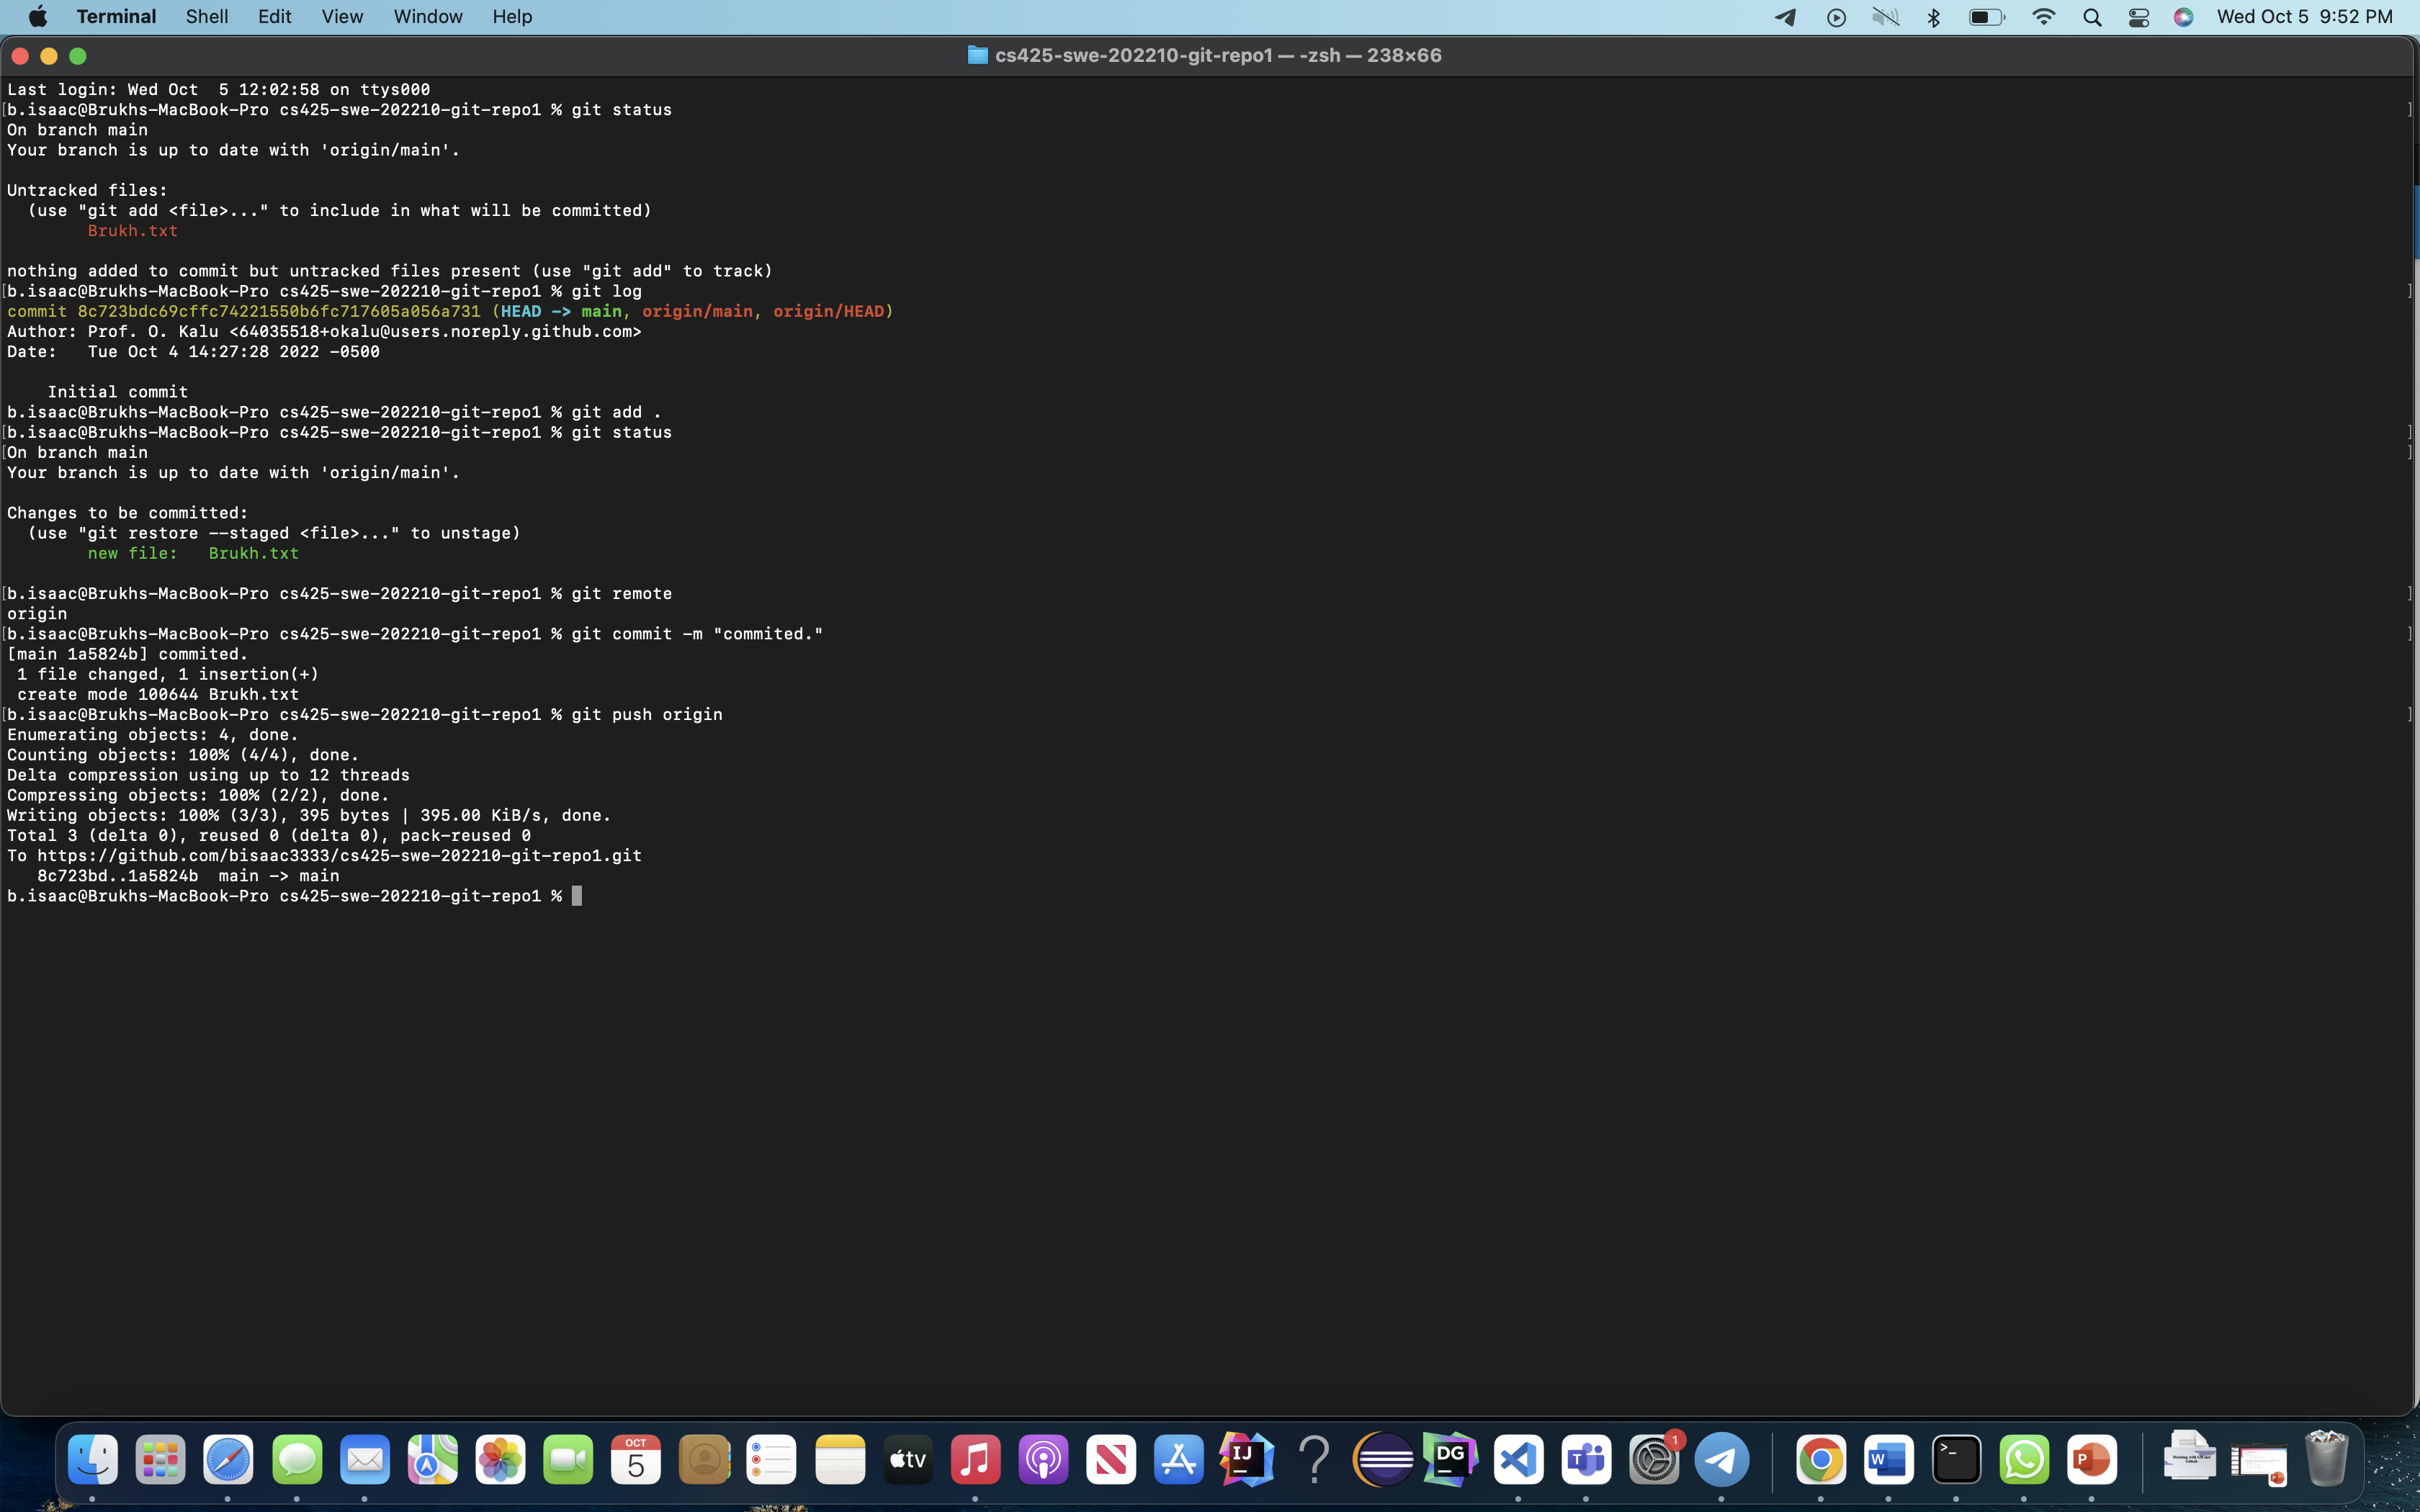 Terminal Shell Edit View Window Help Wed Oct 5 9:52 PM
cs425-swe-202210-git-repo1 — -zsh — 238×66
Last login: Wed Oct  5 12:02:58 on ttys000
[b.isaac@Brukhs-MacBook-Pro cs425-swe-202210-git-repo1 % git status ]
On branch main
Your branch is up to date with 'origin/main'.
Untracked files:
  (use "git add <file>..." to include in what will be committed)
        Brukh.txt
nothing added to commit but untracked files present (use "git add" to track)
[b.isaac@Brukhs-MacBook-Pro cs425-swe-202210-git-repo1 % git log ]
commit 8c723bdc69cffc74221550b6fc717605a056a731 (HEAD -> main, origin/main, origin/HEAD)
Author: Prof. O. Kalu <64035518+okalu@users.noreply.github.com>
Date:   Tue Oct 4 14:27:28 2022 -0500
    Initial commit
b.isaac@Brukhs-MacBook-Pro cs425-swe-202210-git-repo1 % git add .
[b.isaac@Brukhs-MacBook-Pro cs425-swe-202210-git-repo1 % git status ]
[On branch main ]
Your branch is up to date with 'origin/main'.
Changes to be committed:
  (use "git restore --staged <file>..." to unstage)
        new file:   Brukh.txt
[b.isaac@Brukhs-MacBook-Pro cs425-swe-202210-git-repo1 % git remote ]
origin
[b.isaac@Brukhs-MacBook-Pro cs425-swe-202210-git-repo1 % git commit -m "commited." ]
[main 1a5824b] commited.
 1 file changed, 1 insertion(+)
 create mode 100644 Brukh.txt
[b.isaac@Brukhs-MacBook-Pro cs425-swe-202210-git-repo1 % git push origin ]
Enumerating objects: 4, done.
Counting objects: 100% (4/4), done.
Delta compression using up to 12 threads
Compressing objects: 100% (2/2), done.
Writing objects: 100% (3/3), 395 bytes | 395.00 KiB/s, done.
Total 3 (delta 0), reused 0 (delta 0), pack-reused 0
To https://github.com/bisaac3333/cs425-swe-202210-git-repo1.git
   8c723bd..1a5824b  main -> main
b.isaac@Brukhs-MacBook-Pro cs425-swe-202210-git-repo1 %
OCT 5 tv IJ ? DG T 1 W >_ P